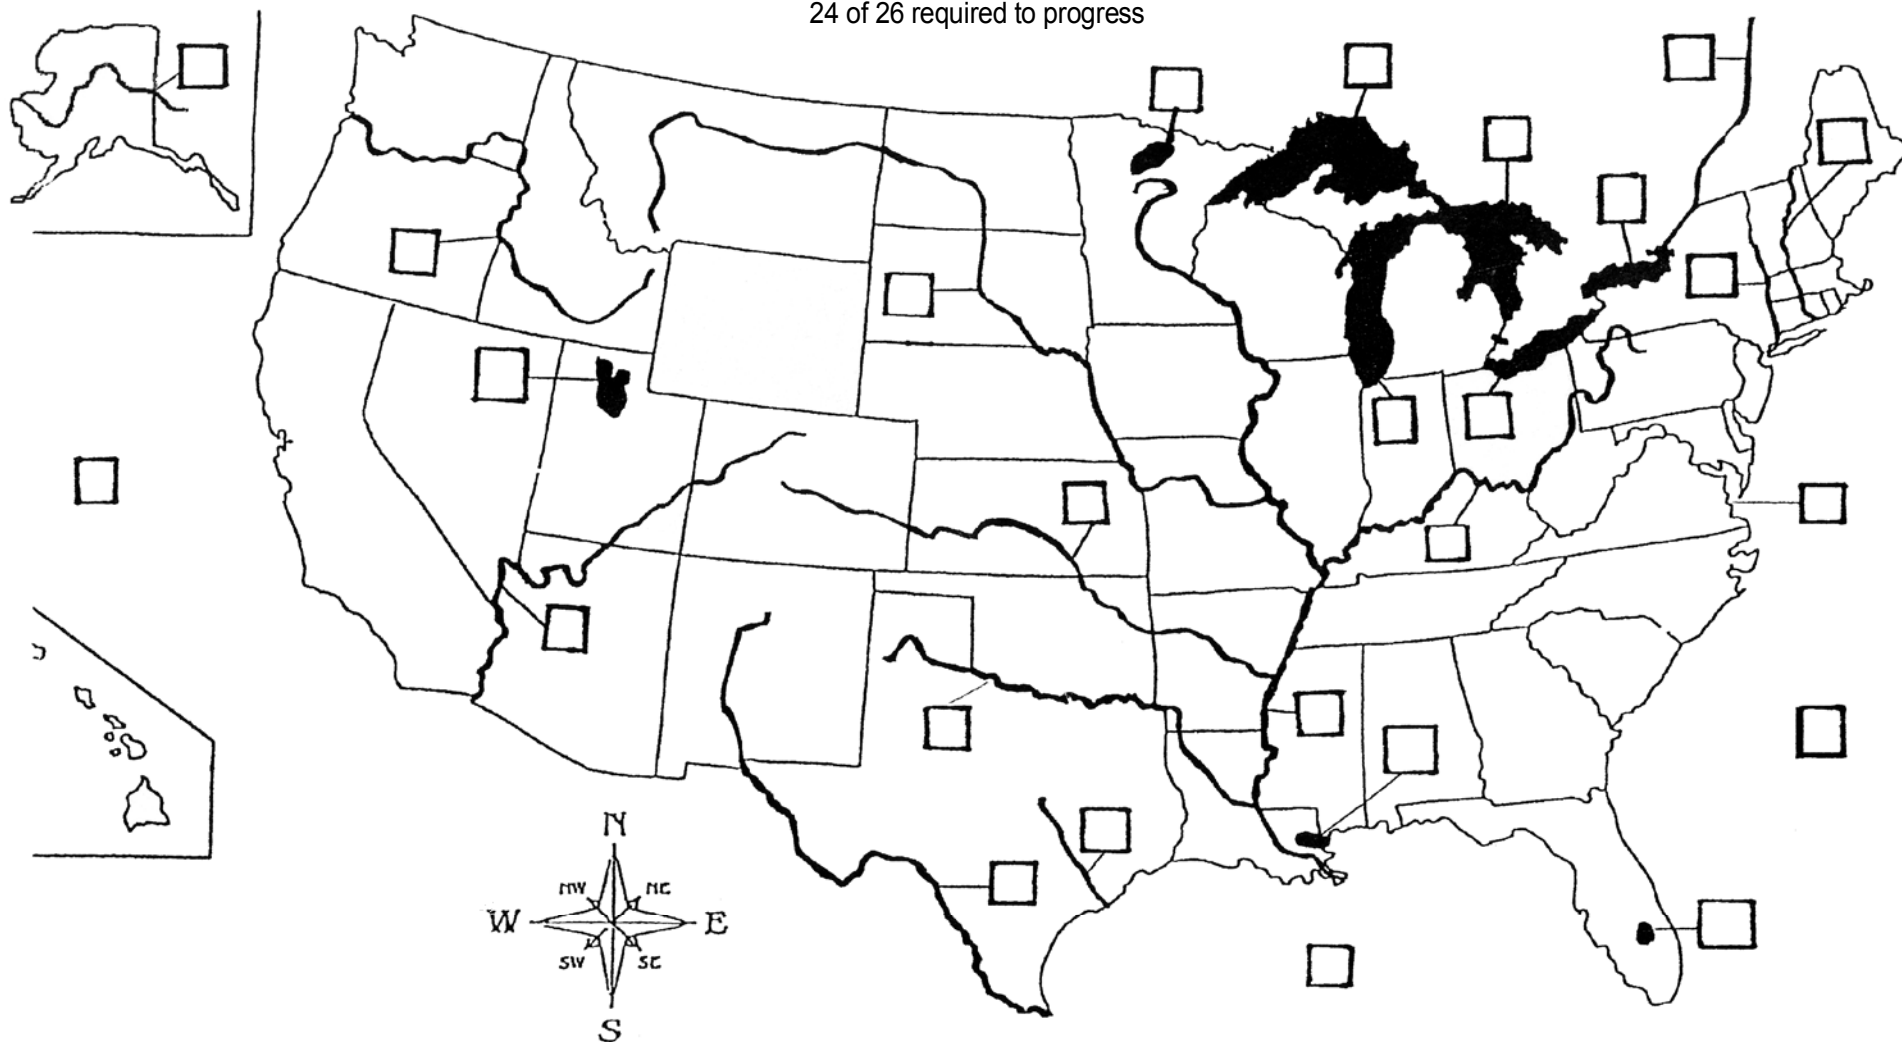 24 of 26 required to progress
N
NW NE
W E
SW SE
S